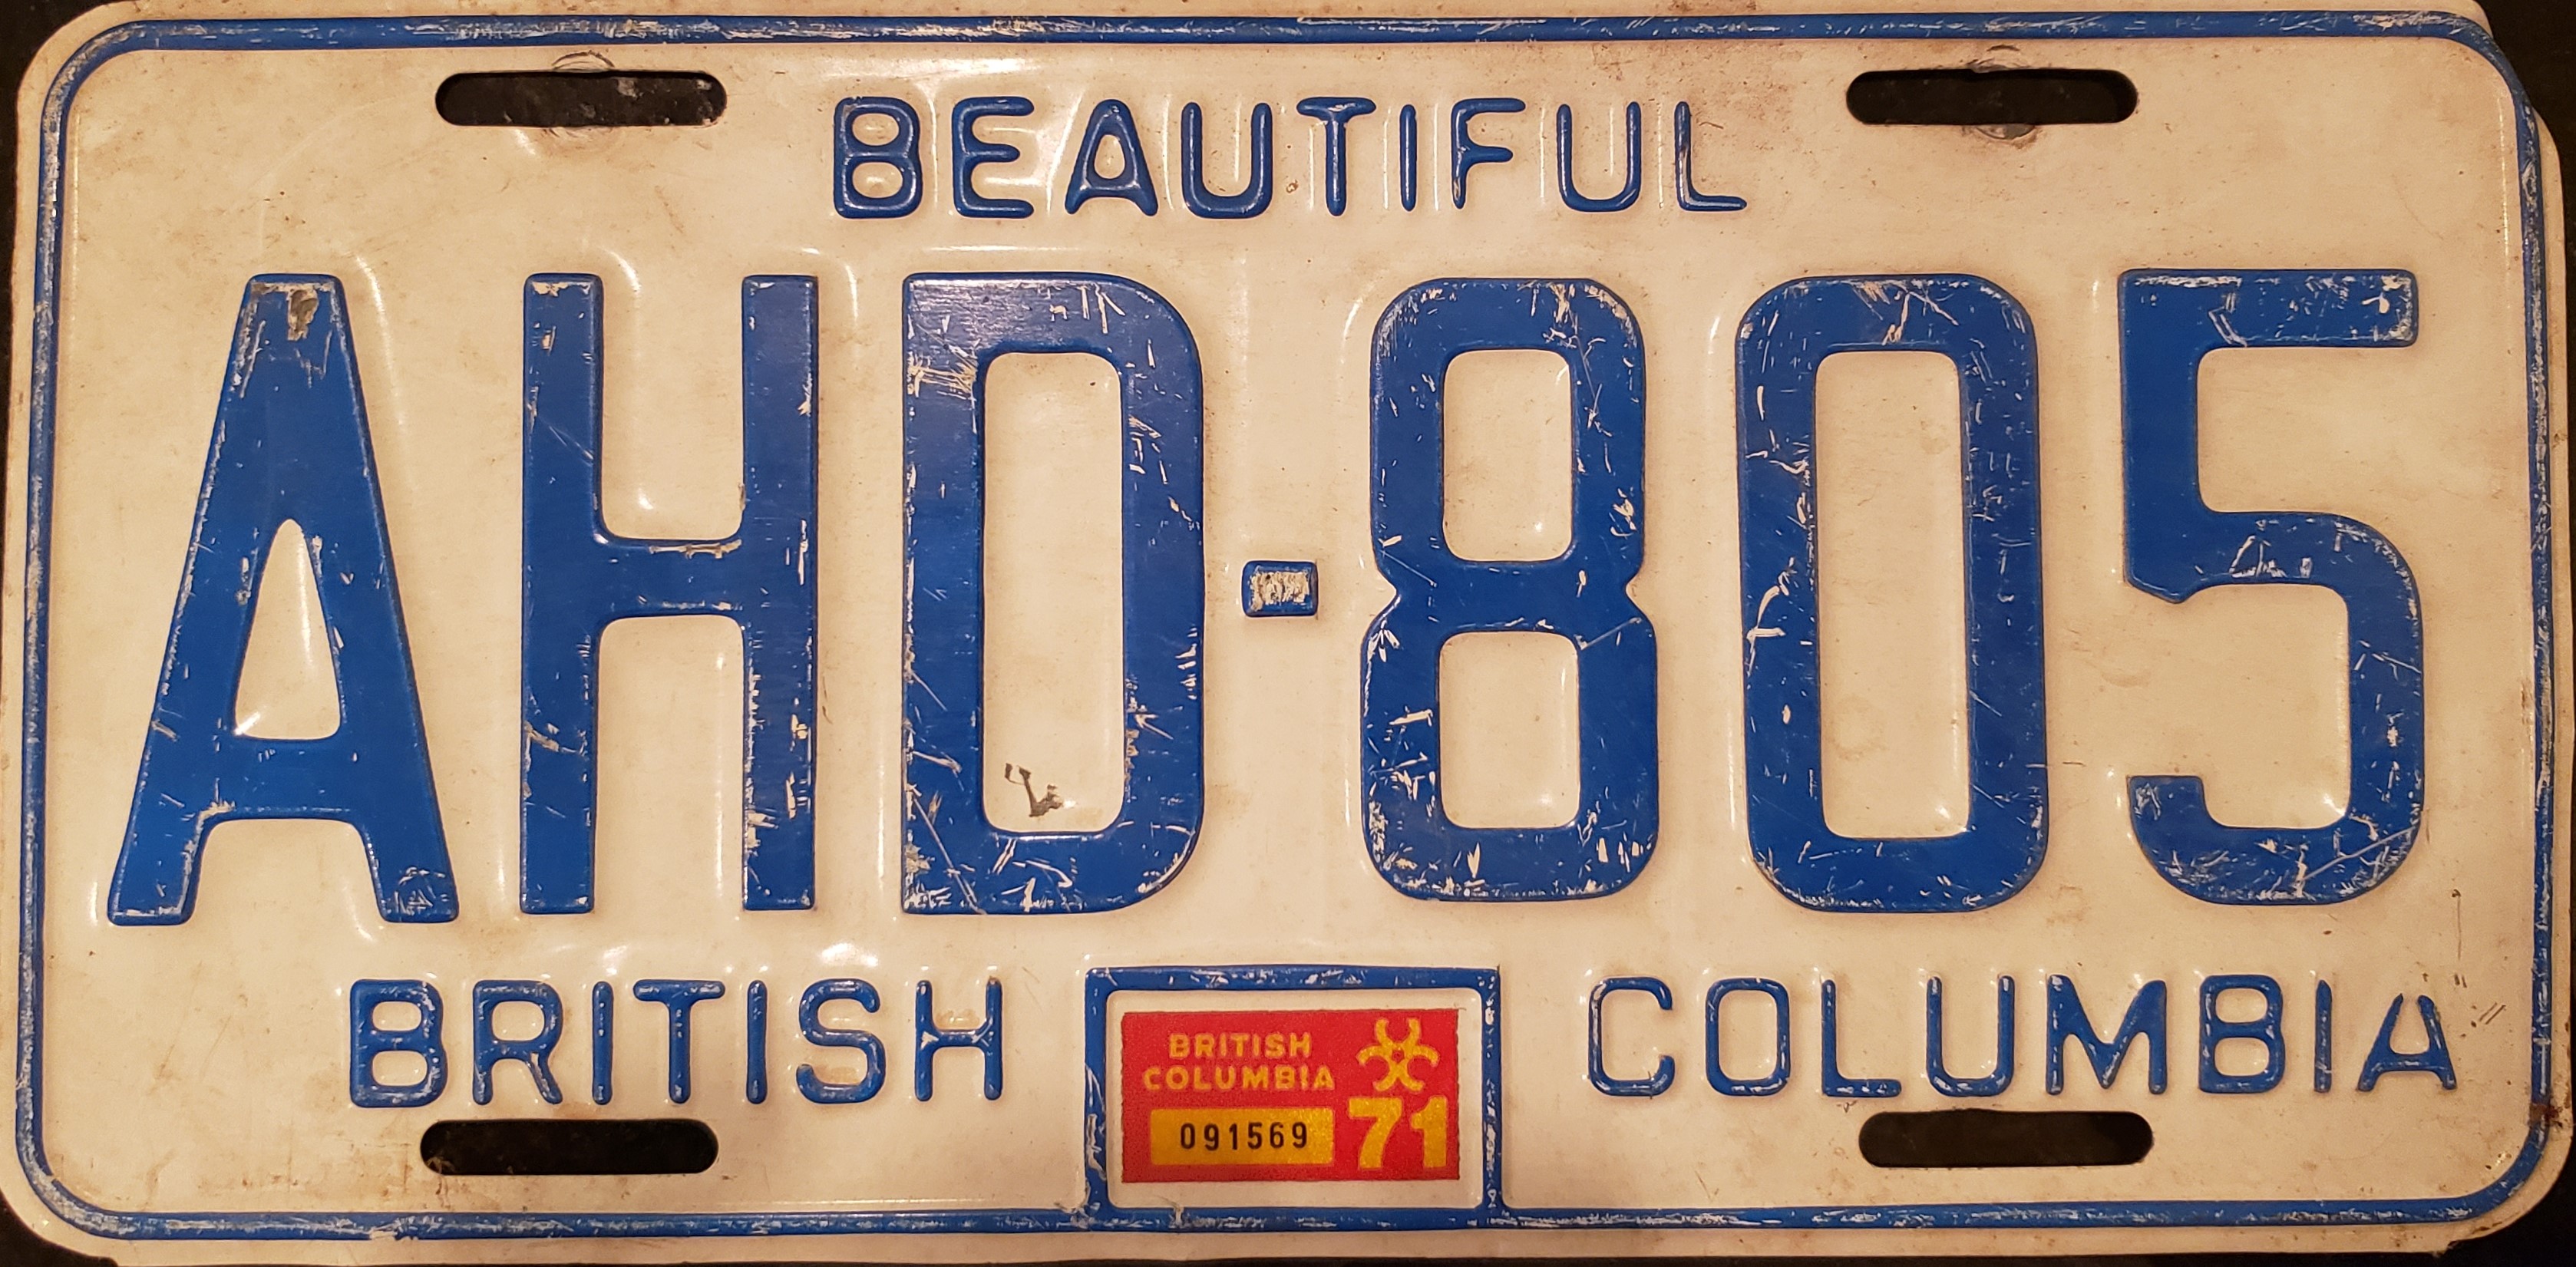 BEAUTIFUL
AHD-805
BRITISH COLUMBIA
BRITISH
COLUMBIA
091569 71